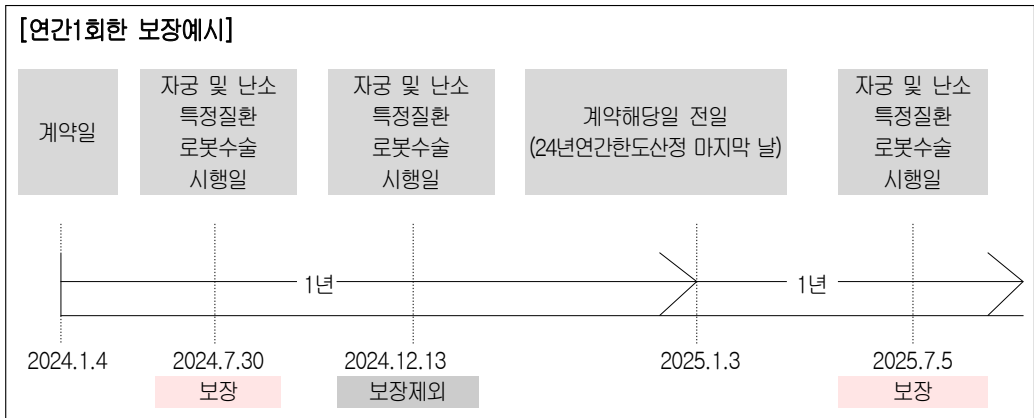 [연간1회한 보장예시]
계약일
자궁 및 난소
특정질환
로봇수술
시행일
자궁 및 난소
특정질환
로봇수술
시행일
계약해당일 전일
(24년연간한도산정 마지막 날)
자궁 및 난소
특정질환
로봇수술
시행일
1년
1년
2024.1.4
2024.7.30
2024.12.13
2025.1.3
2025.7.5
보장
보장제외
보장